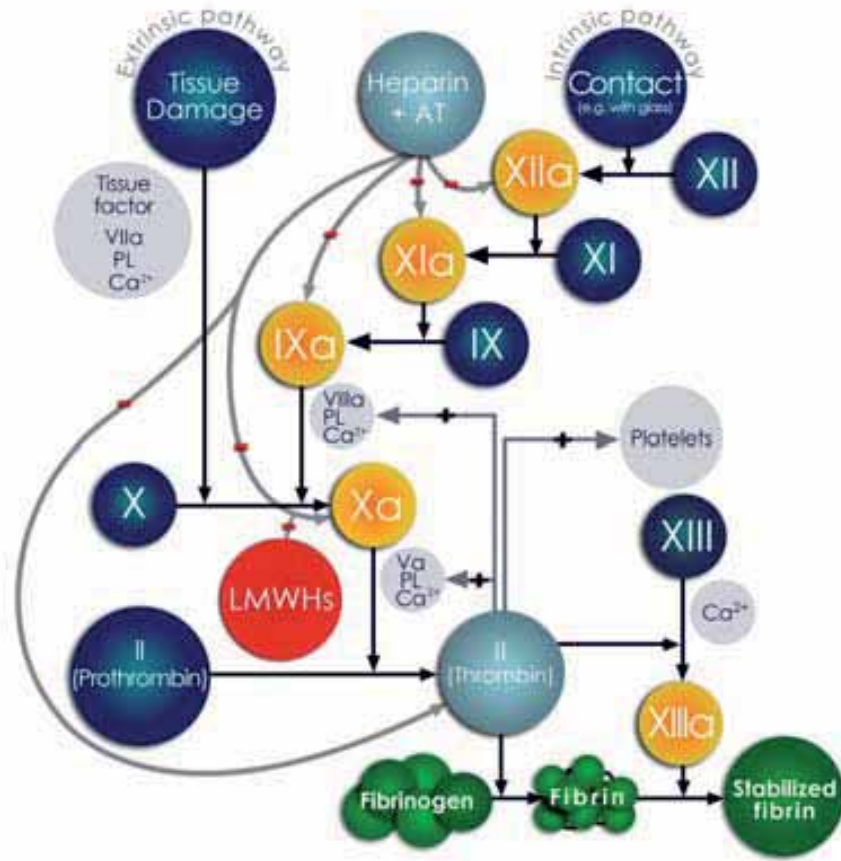 Extrinsic pathway
Tissue
Damage
Heparin
+ AT
Intrinsic pathway
Contact
(e.g. with glass)
XIIa
XII
Tissue
factor
VIIa
PL
Ca²⁺
XIa
XI
IXa
IX
VIIIa
PL
Ca²⁺
Platelets
X
Xa
XIII
LMWHs
Va
PL
Ca²⁺
Ca²⁺
II
(Prothrombin)
II
(Thrombin)
XIIIa
Fibrinogen
Fibrin
Stabilized
fibrin